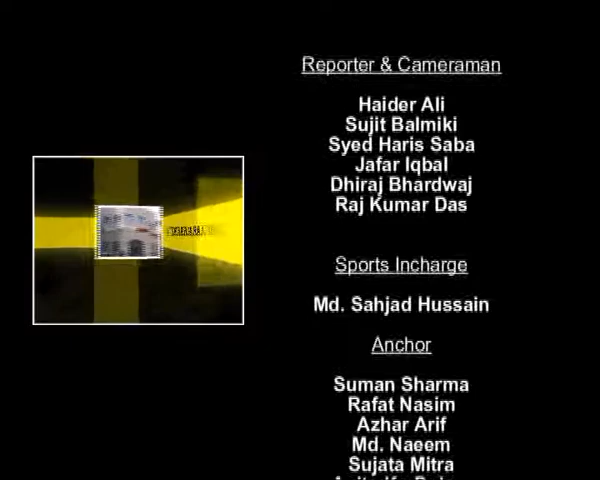 Reporter & Cameraman
Haider Ali
Sujit Balmiki
Syed Haris Saba
Jafar Iqbal
Dhiraj Bhardwaj
Raj Kumar Das
Sports Incharge
Md. Sahjad Hussain
Anchor
Suman Sharma
Rafat Nasim
Azhar Arif
Md. Naeem
Sujata Mitra